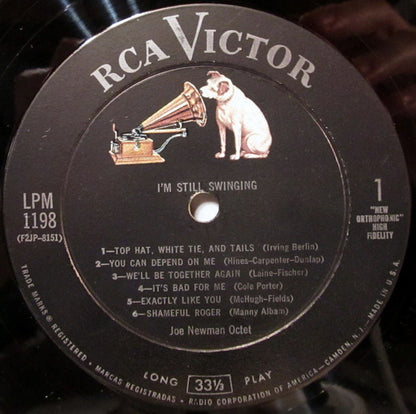 RCA VICTOR
I'M STILL SWINGING
LPM
1198
(F2JP-8151)
1
"NEW
ORTHOPHONIC"
HIGH
FIDELITY
1—TOP HAT, WHITE TIE, AND TAILS (Irving Berlin)
2—YOU CAN DEPEND ON ME (Hines-Carpenter-Dunlap)
3—WE'LL BE TOGETHER AGAIN (Laine-Fischer)
4—IT'S BAD FOR ME (Cole Porter)
5—EXACTLY LIKE YOU (McHugh-Fields)
6—SHAMEFUL ROGER (Manny Albam)
Joe Newman Octet
LONG 33⅓ PLAY
TRADE MARKS ® REGISTERED • MARCAS REGISTRADAS • RADIO CORPORATION OF AMERICA—CAMDEN, N.J. MADE IN U.S.A.